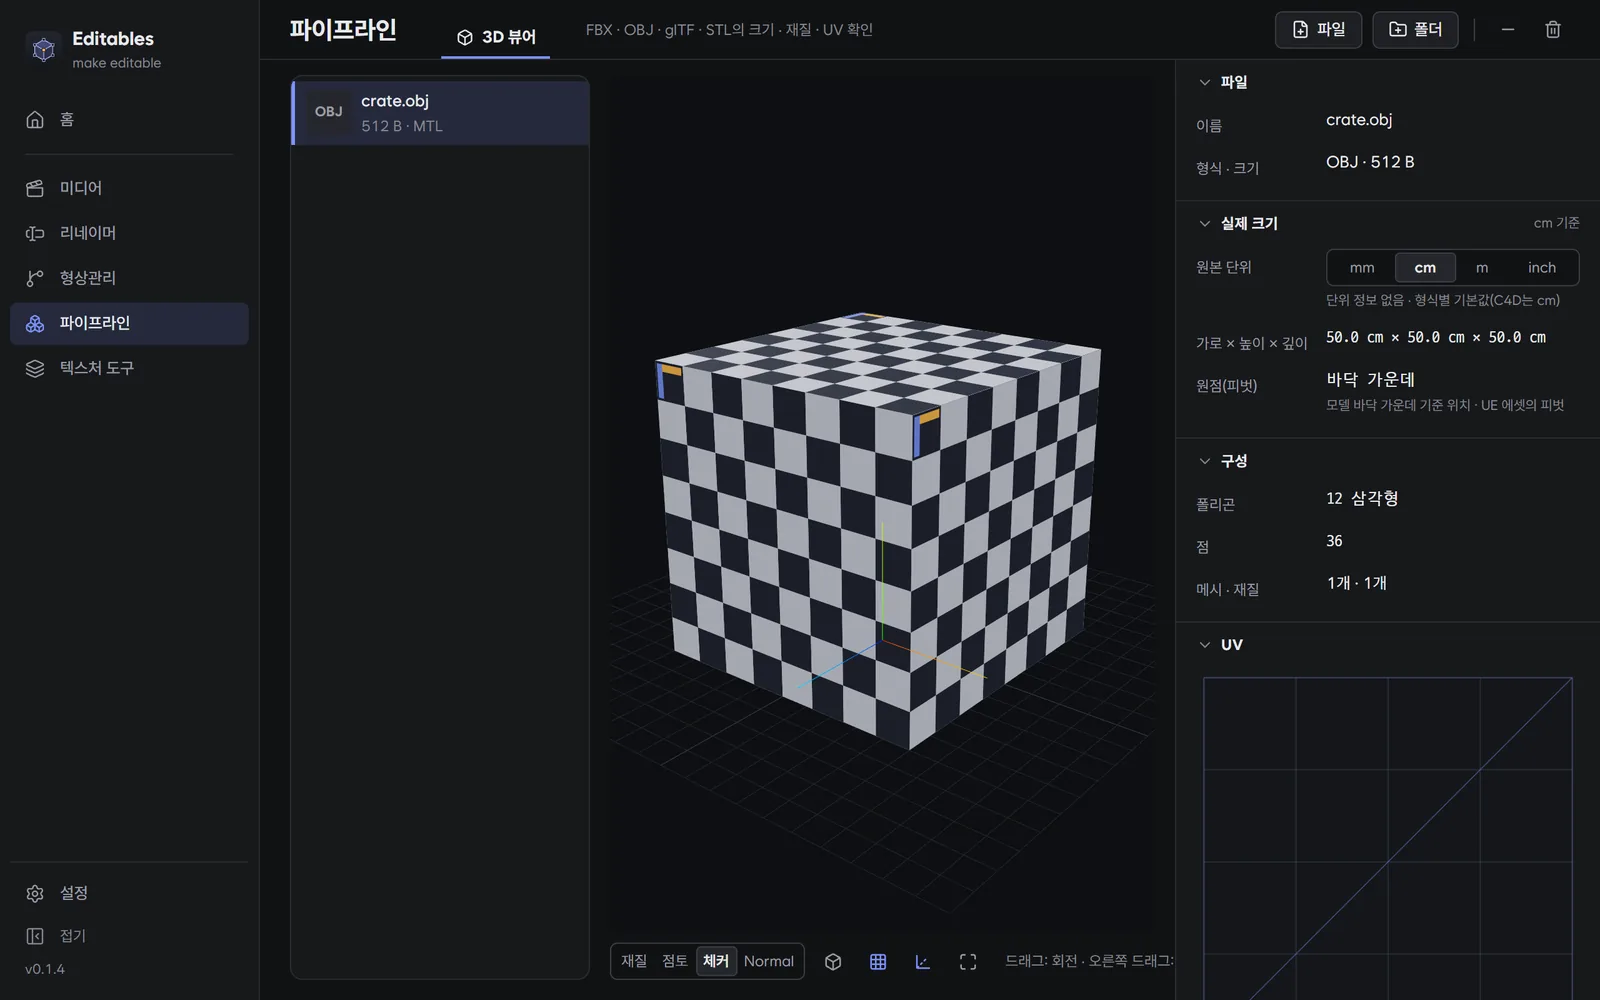 Editables
make editable
홈
미디어
리네이머
형상관리
파이프라인
텍스처 도구
설정
접기
v0.1.4
파이프라인
3D 뷰어
FBX · OBJ · glTF · STL의 크기 · 재질 · UV 확인
파일
폴더
OBJ
crate.obj
512 B · MTL
재질
점토
체커
Normal
드래그: 회전 · 오른쪽 드래그:
파일
이름
crate.obj
형식 · 크기
OBJ · 512 B
실제 크기
cm 기준
원본 단위
mm
cm
m
inch
단위 정보 없음 · 형식별 기본값(C4D는 cm)
가로 × 높이 × 깊이
50.0 cm × 50.0 cm × 50.0 cm
원점(피벗)
바닥 가운데
모델 바닥 가운데 기준 위치 · UE 에셋의 피벗
구성
폴리곤
12 삼각형
점
36
메시 · 재질
1개 · 1개
UV